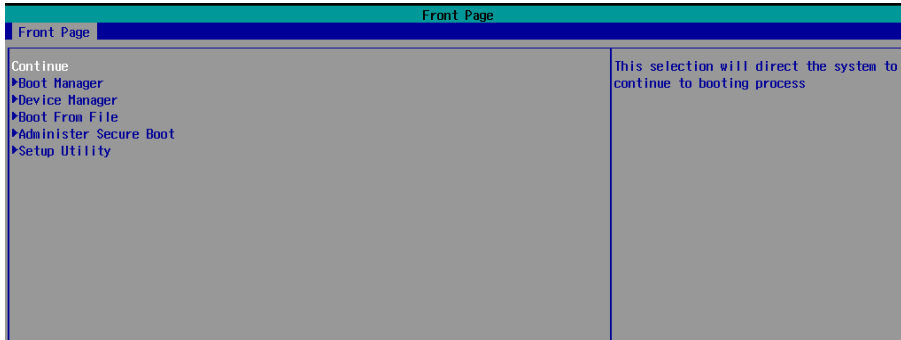 Front Page
Front Page
Continue
▶Boot Manager
▶Device Manager
▶Boot From File
▶Administer Secure Boot
▶Setup Utility
This selection will direct the system to
continue to booting process